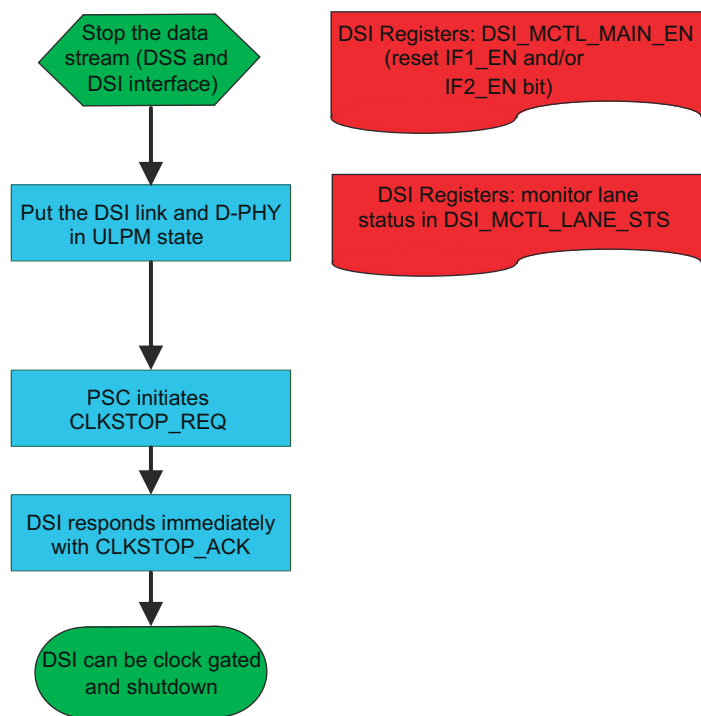 Stop the data
stream (DSS and
DSI interface)
DSI Registers: DSI_MCTL_MAIN_EN
(reset IF1_EN and/or
IF2_EN bit)
Put the DSI link and D-PHY
in ULPM state
DSI Registers: monitor lane
status in DSI_MCTL_LANE_STS
PSC initiates
CLKSTOP_REQ
DSI responds immediately
with CLKSTOP_ACK
DSI can be clock gated
and shutdown